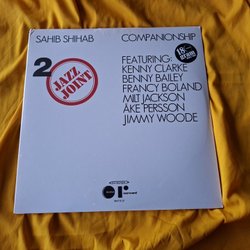 SAHIB SHIHAB
COMPANIONSHIP
2
JAZZ
JOINT
FEATURING:
KENNY CLARKE
BENNY BAILEY
FRANCY BOLAND
MILT JACKSON
ÅKE PERSSON
JIMMY WOODE
STEREO